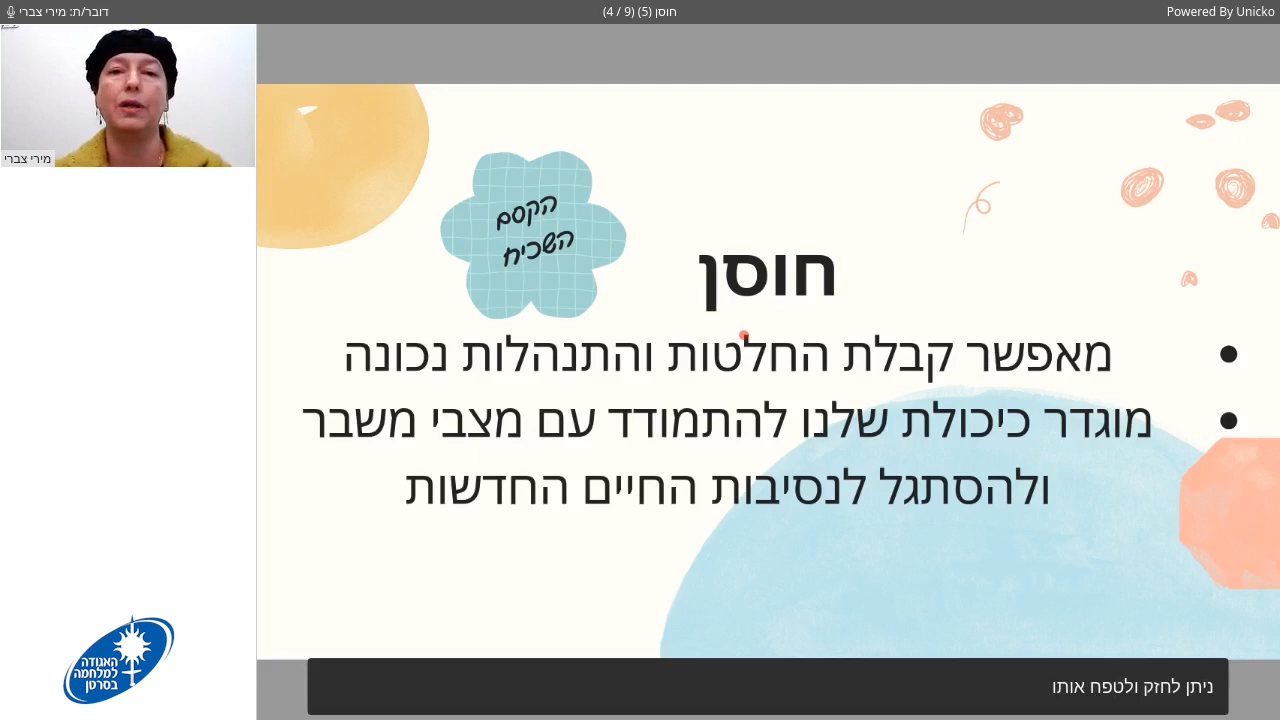 דובר/ת: מירי צברי
חוסן (5) (9 / 4)
Powered By Unicko
מירי צברי
הקסם
השכיח
חוסן
• מאפשר קבלת החלטות והתנהלות נכונה
• מוגדר כיכולת שלנו להתמודד עם מצבי משבר
ולהסתגל לנסיבות החיים החדשות
האגודה
למלחמה
בסרטן
ניתן לחזק ולטפח אותו